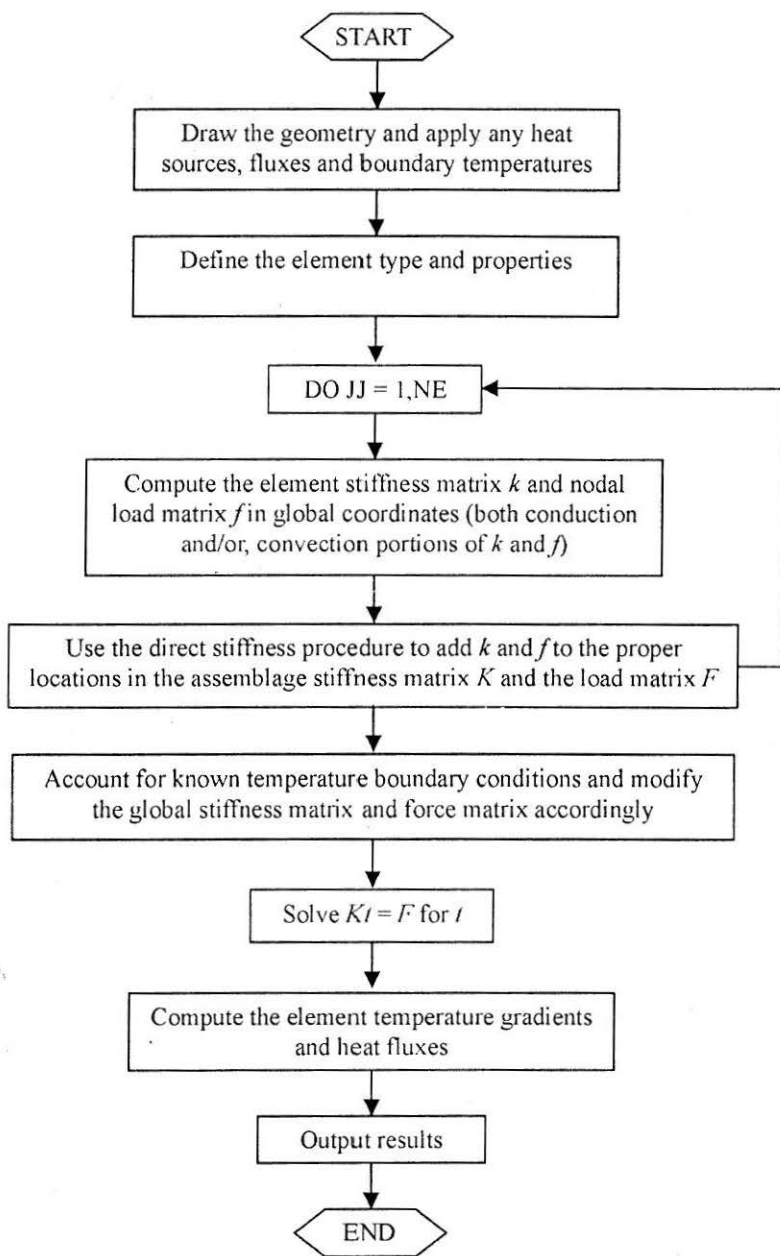 START
Draw the geometry and apply any heat
sources, fluxes and boundary temperatures
Define the element type and properties
DO JJ = 1,NE
Compute the element stiffness matrix k and nodal
load matrix f in global coordinates (both conduction
and/or, convection portions of k and f)
Use the direct stiffness procedure to add k and f to the proper
locations in the assemblage stiffness matrix K and the load matrix F
Account for known temperature boundary conditions and modify
the global stiffness matrix and force matrix accordingly
Solve Kt = F for t
Compute the element temperature gradients
and heat fluxes
Output results
END